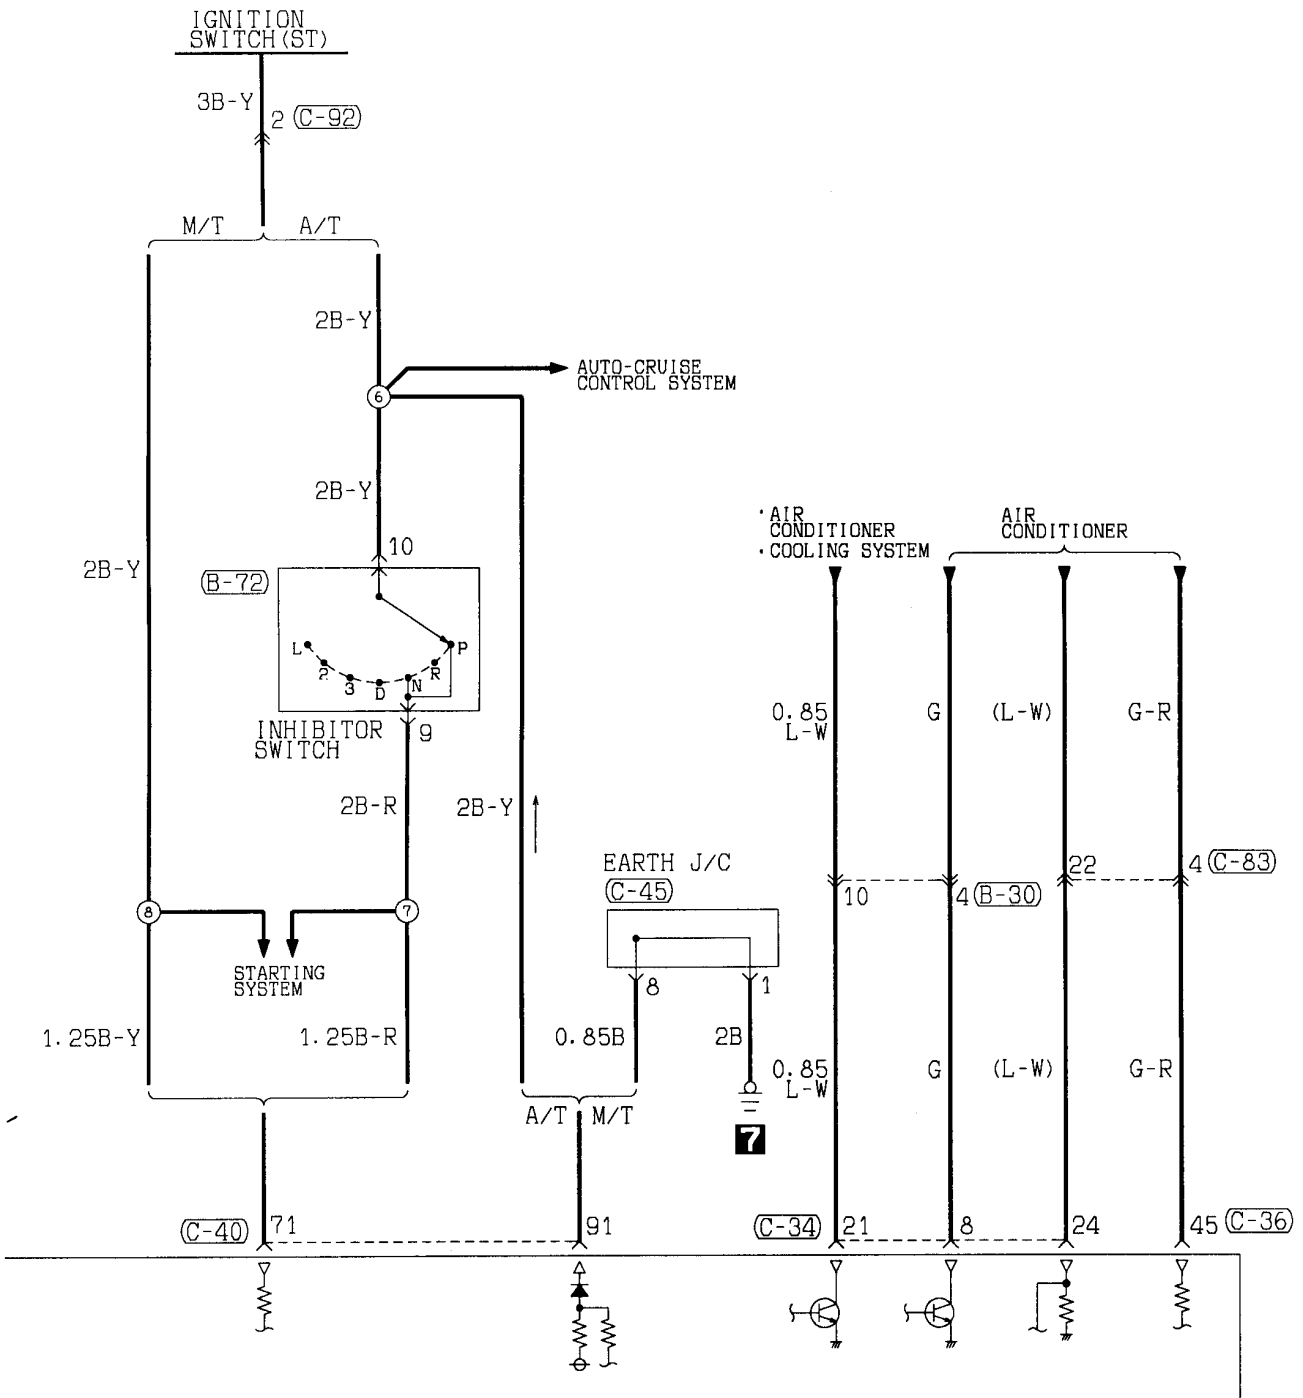 IGNITION
SWITCH(ST)
3B-Y
2 (C-92)
M/T A/T
2B-Y
AUTO-CRUISE
CONTROL SYSTEM
6
2B-Y
10
2B-Y
(B-72)
L
2
3
D
N
R
P
INHIBITOR
SWITCH
9
2B-R
2B-Y
8
7
STARTING
SYSTEM
1.25B-Y
1.25B-R
EARTH J/C
(C-45)
8
1
0.85B
2B
7
A/T M/T
(C-40) 71
91
·AIR
CONDITIONER
·COOLING SYSTEM
AIR
CONDITIONER
0.85
L-W
G
(L-W)
G-R
10
4 (B-30)
22
4 (C-83)
0.85
L-W
G
(L-W)
G-R
(C-34) 21
8
24
45 (C-36)